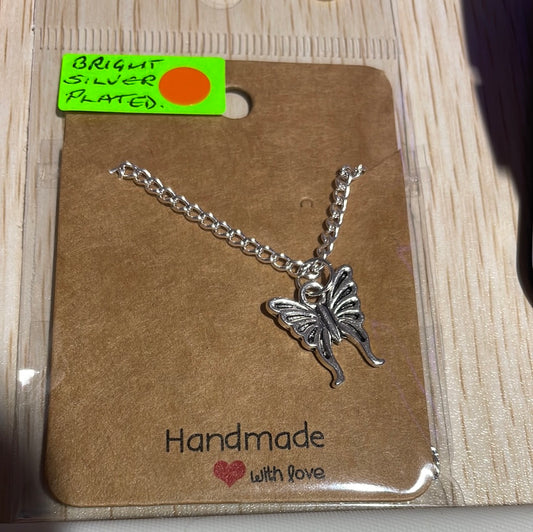 BRIGHT
SILVER
PLATED.
Handmade
with love